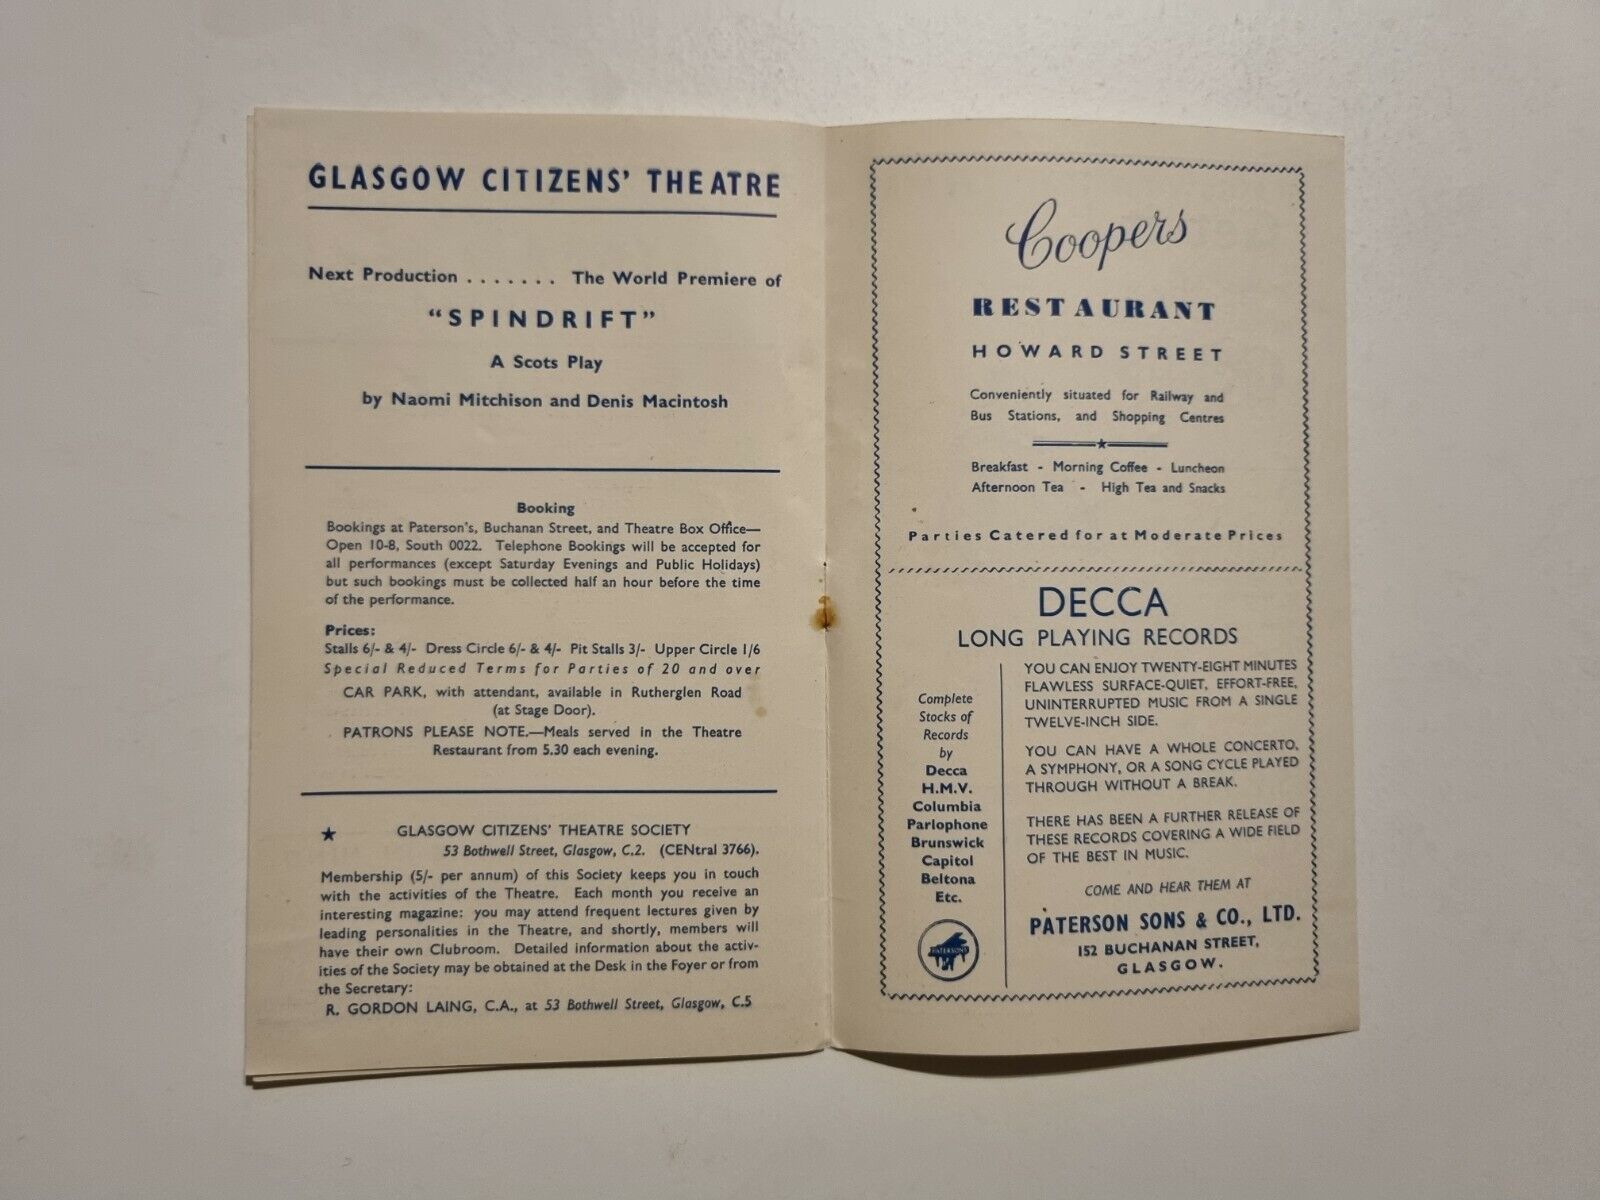 GLASGOW CITIZENS' THEATRE
Next Production . . . . . . . The World Premiere of
"SPINDRIFT"
A Scots Play
by Naomi Mitchison and Denis Macintosh
Booking
Bookings at Paterson's, Buchanan Street, and Theatre Box Office—
Open 10-8, South 0022. Telephone Bookings will be accepted for
all performances (except Saturday Evenings and Public Holidays)
but such bookings must be collected half an hour before the time
of the performance.
Prices:
Stalls 6/- & 4/- Dress Circle 6/- & 4/- Pit Stalls 3/- Upper Circle 1/6
Special Reduced Terms for Parties of 20 and over
CAR PARK, with attendant, available in Rutherglen Road
(at Stage Door).
PATRONS PLEASE NOTE.—Meals served in the Theatre
Restaurant from 5.30 each evening.
★ GLASGOW CITIZENS' THEATRE SOCIETY
53 Bothwell Street, Glasgow, C.2. (CENtral 3766).
Membership (5/- per annum) of this Society keeps you in touch
with the activities of the Theatre. Each month you receive an
interesting magazine: you may attend frequent lectures given by
leading personalities in the Theatre, and shortly, members will
have their own Clubroom. Detailed information about the activ-
ities of the Society may be obtained at the Desk in the Foyer or from
the Secretary:
R. GORDON LAING, C.A., at 53 Bothwell Street, Glasgow, C.5
Coopers
RESTAURANT
HOWARD STREET
Conveniently situated for Railway and
Bus Stations, and Shopping Centres
Breakfast - Morning Coffee - Luncheon
Afternoon Tea - High Tea and Snacks
Parties Catered for at Moderate Prices
DECCA
LONG PLAYING RECORDS
Complete
Stocks of
Records
by
Decca
H.M.V.
Columbia
Parlophone
Brunswick
Capitol
Beltona
Etc.
PATERSONS
YOU CAN ENJOY TWENTY-EIGHT MINUTES
FLAWLESS SURFACE-QUIET, EFFORT-FREE,
UNINTERRUPTED MUSIC FROM A SINGLE
TWELVE-INCH SIDE.
YOU CAN HAVE A WHOLE CONCERTO,
A SYMPHONY, OR A SONG CYCLE PLAYED
THROUGH WITHOUT A BREAK.
THERE HAS BEEN A FURTHER RELEASE OF
THESE RECORDS COVERING A WIDE FIELD
OF THE BEST IN MUSIC.
COME AND HEAR THEM AT
PATERSON SONS & CO., LTD.
152 BUCHANAN STREET,
GLASGOW.